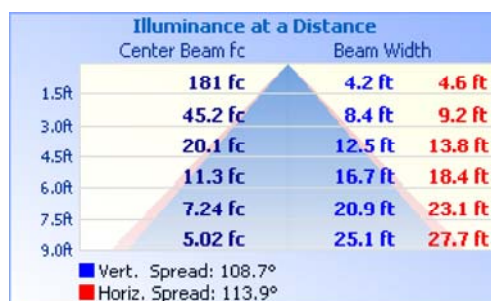 Illuminance at a Distance
Center Beam fc Beam Width
1.5ft 181 fc 4.2 ft 4.6 ft
3.0ft 45.2 fc 8.4 ft 9.2 ft
4.5ft 20.1 fc 12.5 ft 13.8 ft
6.0ft 11.3 fc 16.7 ft 18.4 ft
7.5ft 7.24 fc 20.9 ft 23.1 ft
9.0ft 5.02 fc 25.1 ft 27.7 ft
Vert. Spread: 108.7°
Horiz. Spread: 113.9°